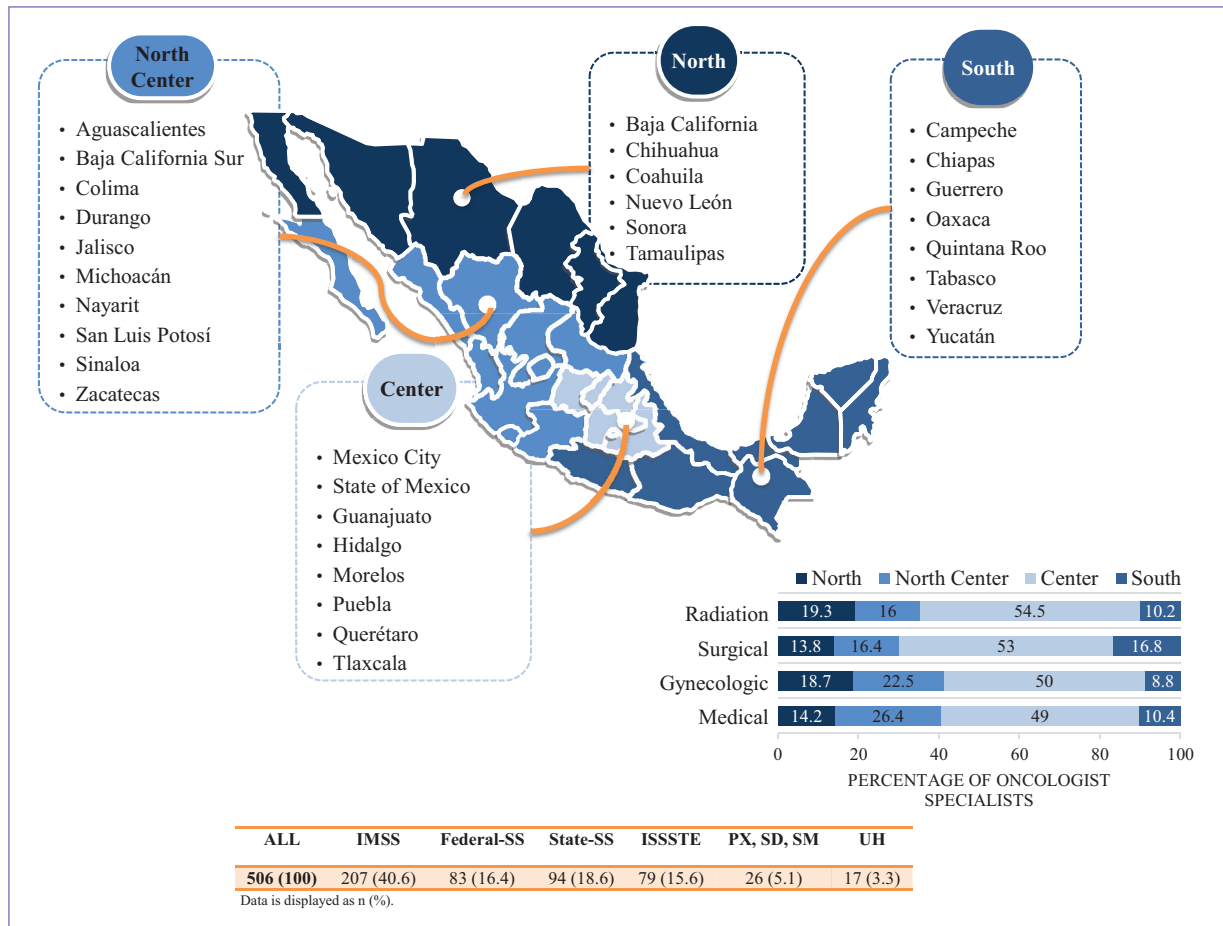 North
Center
• Aguascalientes
• Baja California Sur
• Colima
• Durango
• Jalisco
• Michoacán
• Nayarit
• San Luis Potosí
• Sinaloa
• Zacatecas
North
• Baja California
• Chihuahua
• Coahuila
• Nuevo León
• Sonora
• Tamaulipas
South
• Campeche
• Chiapas
• Guerrero
• Oaxaca
• Quintana Roo
• Tabasco
• Veracruz
• Yucatán
Center
• Mexico City
• State of Mexico
• Guanajuato
• Hidalgo
• Morelos
• Puebla
• Querétaro
• Tlaxcala
North North Center Center South
Radiation 19.3 16 54.5 10.2
Surgical 13.8 16.4 53 16.8
Gynecologic 18.7 22.5 50 8.8
Medical 14.2 26.4 49 10.4
0 20 40 60 80 100
PERCENTAGE OF ONCOLOGIST
SPECIALISTS
ALL IMSS Federal-SS State-SS ISSSTE PX, SD, SM UH
506 (100) 207 (40.6) 83 (16.4) 94 (18.6) 79 (15.6) 26 (5.1) 17 (3.3)
Data is displayed as n (%).